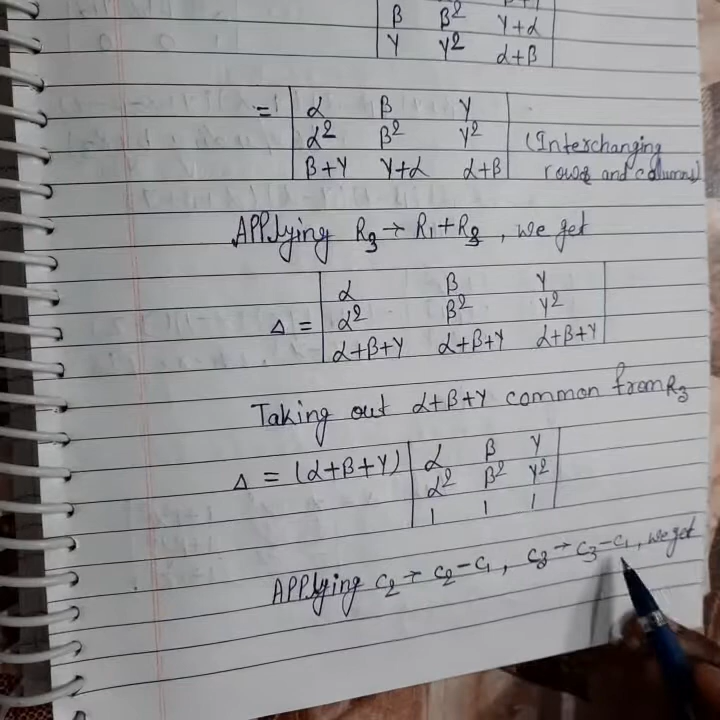 β β² γ+α
γ γ² α+β
= | α β γ |
| α² β² γ² | (Interchanging
| β+γ γ+α α+β | rows and columns)
Applying R₃ → R₁+R₃, we get
| α β γ |
Δ = | α² β² γ² |
| α+β+γ α+β+γ α+β+γ |
Taking out α+β+γ common from R₃
Δ = (α+β+γ) | α β γ |
| α² β² γ² |
| 1 1 1 |
Applying C₂ → C₂-C₁, C₃ → C₃-C₁, we get